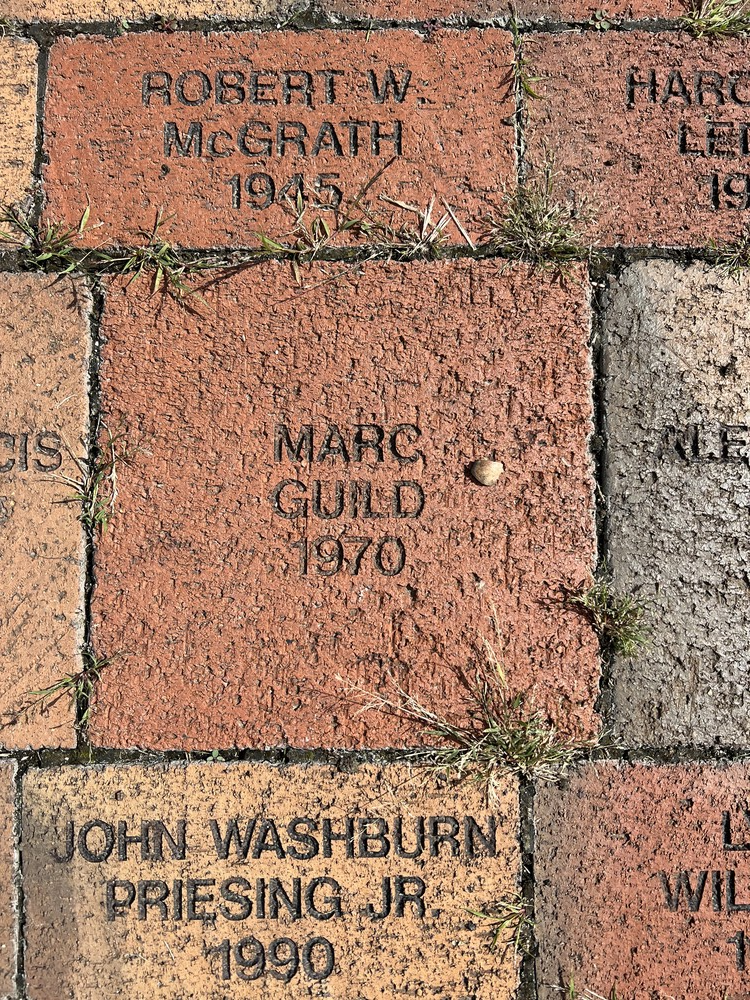 ROBERT W.
McGRATH
1945
MARC
GUILD
1970
JOHN WASHBURN
PRIESING JR.
1990